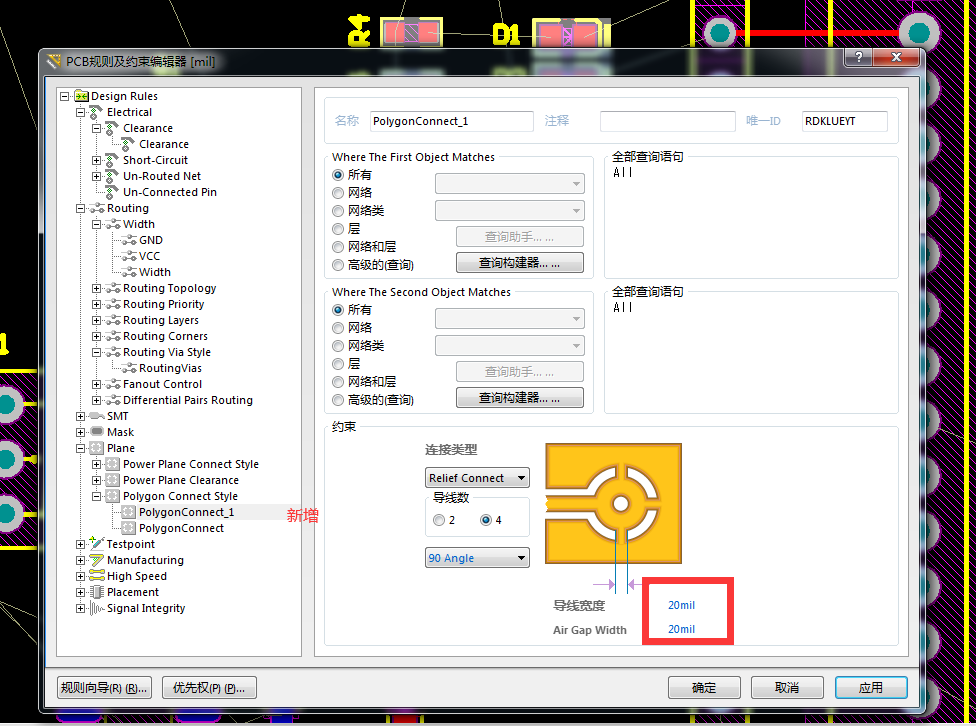 R4
D1
1
PCB规则及约束编辑器 [mil]
Design Rules
Electrical
Clearance
Clearance
Short-Circuit
Un-Routed Net
Un-Connected Pin
Routing
Width
GND
VCC
Width
Routing Topology
Routing Priority
Routing Layers
Routing Corners
Routing Via Style
RoutingVias
Fanout Control
Differential Pairs Routing
SMT
Mask
Plane
Power Plane Connect Style
Power Plane Clearance
Polygon Connect Style
PolygonConnect_1
新增
PolygonConnect
Testpoint
Manufacturing
High Speed
Placement
Signal Integrity
名称 PolygonConnect_1 注释 唯一ID RDKLUEYT
Where The First Object Matches
所有
网络
网络类
层
网络和层
高级的(查询)
查询助手... ...
查询构建器... ...
全部查询语句
All
Where The Second Object Matches
所有
网络
网络类
层
网络和层
高级的(查询)
查询助手... ...
查询构建器... ...
全部查询语句
All
约束
连接类型
Relief Connect
导线数
2 4
90 Angle
导线宽度 20mil
Air Gap Width 20mil
规则向导(R) (R)... 优先权(P) (P)... 确定 取消 应用